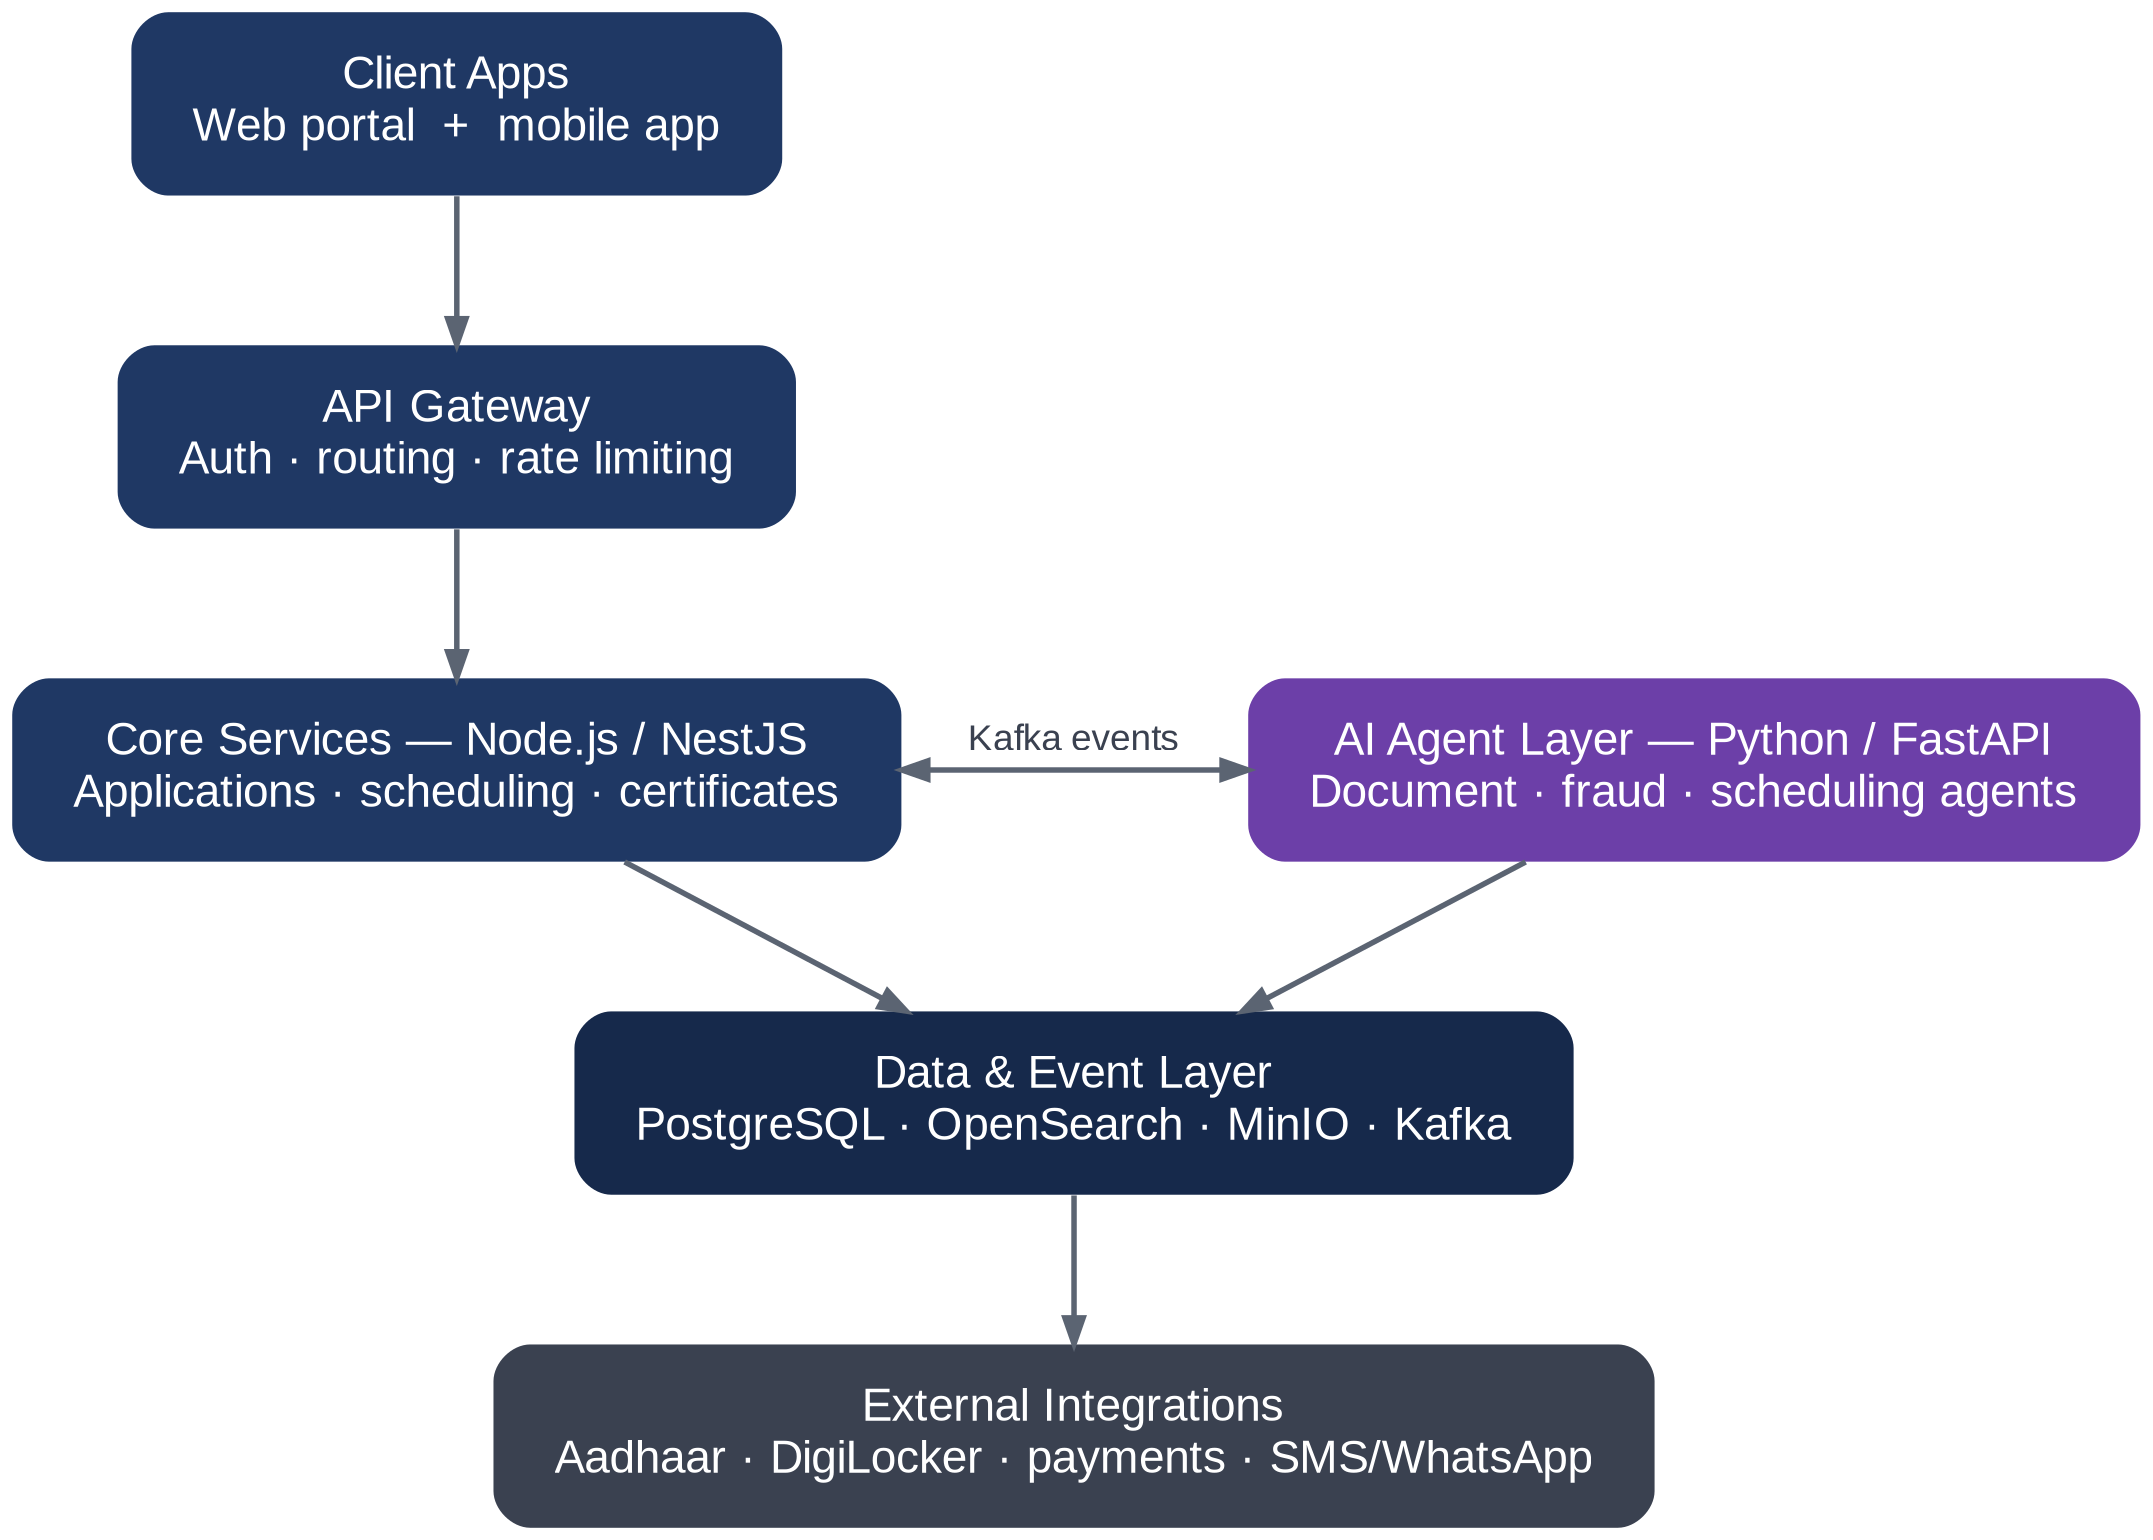 Client Apps
Web portal + mobile app
API Gateway
Auth · routing · rate limiting
Core Services — Node.js / NestJS
Applications · scheduling · certificates
Kafka events
AI Agent Layer — Python / FastAPI
Document · fraud · scheduling agents
Data & Event Layer
PostgreSQL · OpenSearch · MinIO · Kafka
External Integrations
Aadhaar · DigiLocker · payments · SMS/WhatsApp